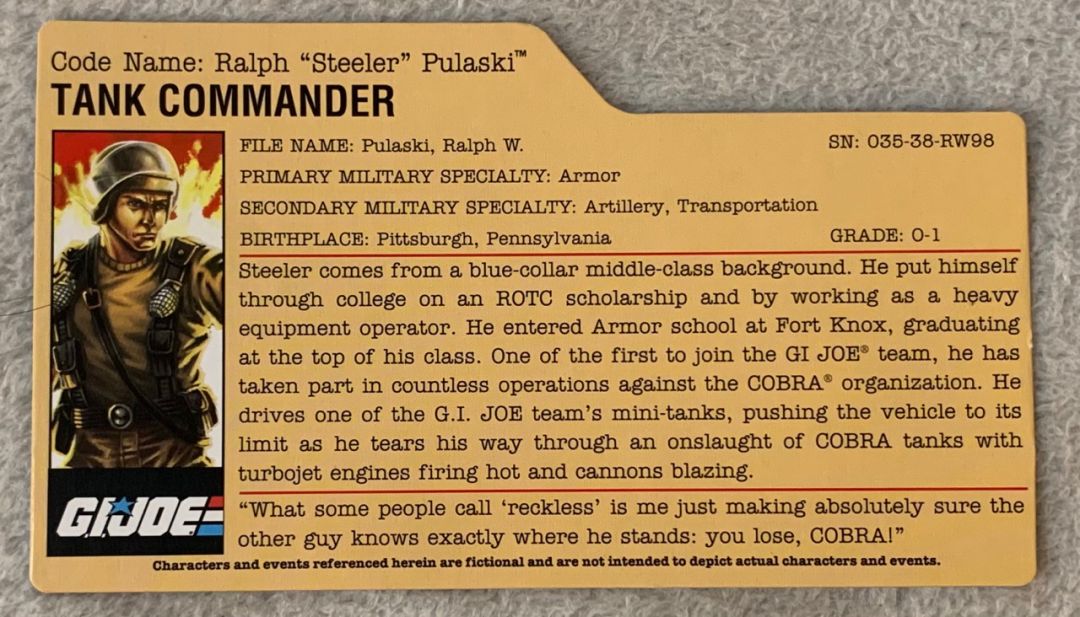 Code Name: Ralph “Steeler” Pulaski™
TANK COMMANDER
FILE NAME: Pulaski, Ralph W.
SN: 035-38-RW98
PRIMARY MILITARY SPECIALTY: Armor
SECONDARY MILITARY SPECIALTY: Artillery, Transportation
BIRTHPLACE: Pittsburgh, Pennsylvania
GRADE: O-1
Steeler comes from a blue-collar middle-class background. He put himself
through college on an ROTC scholarship and by working as a heavy
equipment operator. He entered Armor school at Fort Knox, graduating
at the top of his class. One of the first to join the GI JOE® team, he has
taken part in countless operations against the COBRA® organization. He
drives one of the G.I. JOE team’s mini-tanks, pushing the vehicle to its
limit as he tears his way through an onslaught of COBRA tanks with
turbojet engines firing hot and cannons blazing.
G.I. JOE
“What some people call ‘reckless’ is me just making absolutely sure the
other guy knows exactly where he stands: you lose, COBRA!”
Characters and events referenced herein are fictional and are not intended to depict actual characters and events.